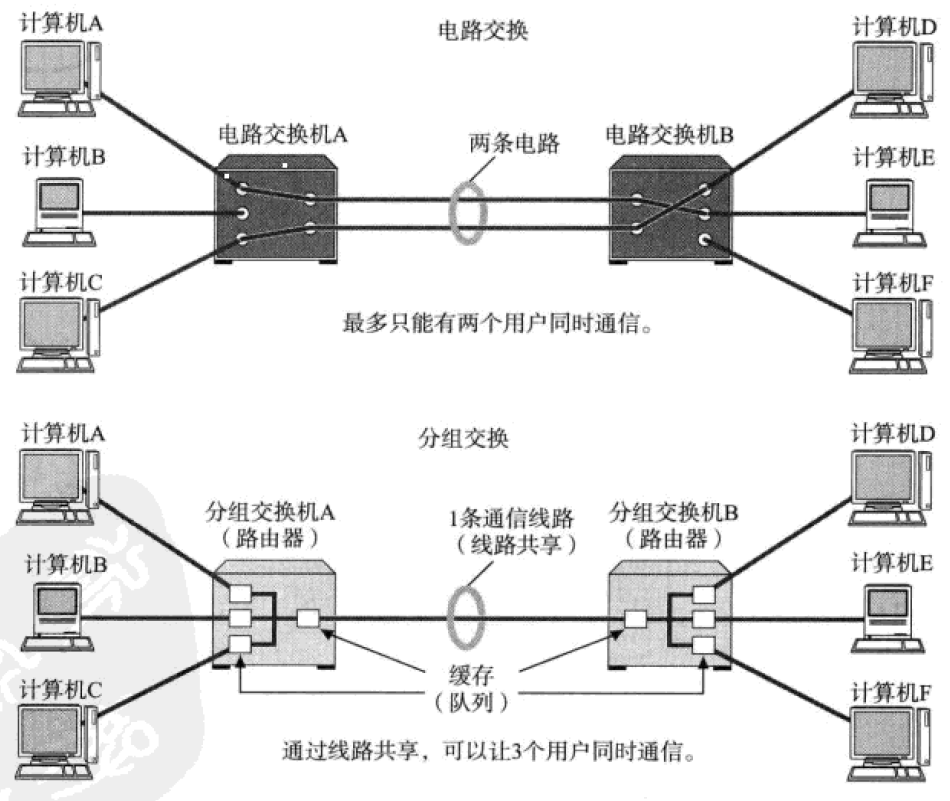 电路交换
计算机A
计算机D
电路交换机A
两条电路
电路交换机B
计算机B
计算机E
计算机C
计算机F
最多只能有两个用户同时通信。
分组交换
计算机A
计算机D
分组交换机A
（路由器）
1条通信线路
（线路共享）
分组交换机B
（路由器）
计算机B
计算机E
缓存
（队列）
计算机C
计算机F
通过线路共享，可以让3个用户同时通信。